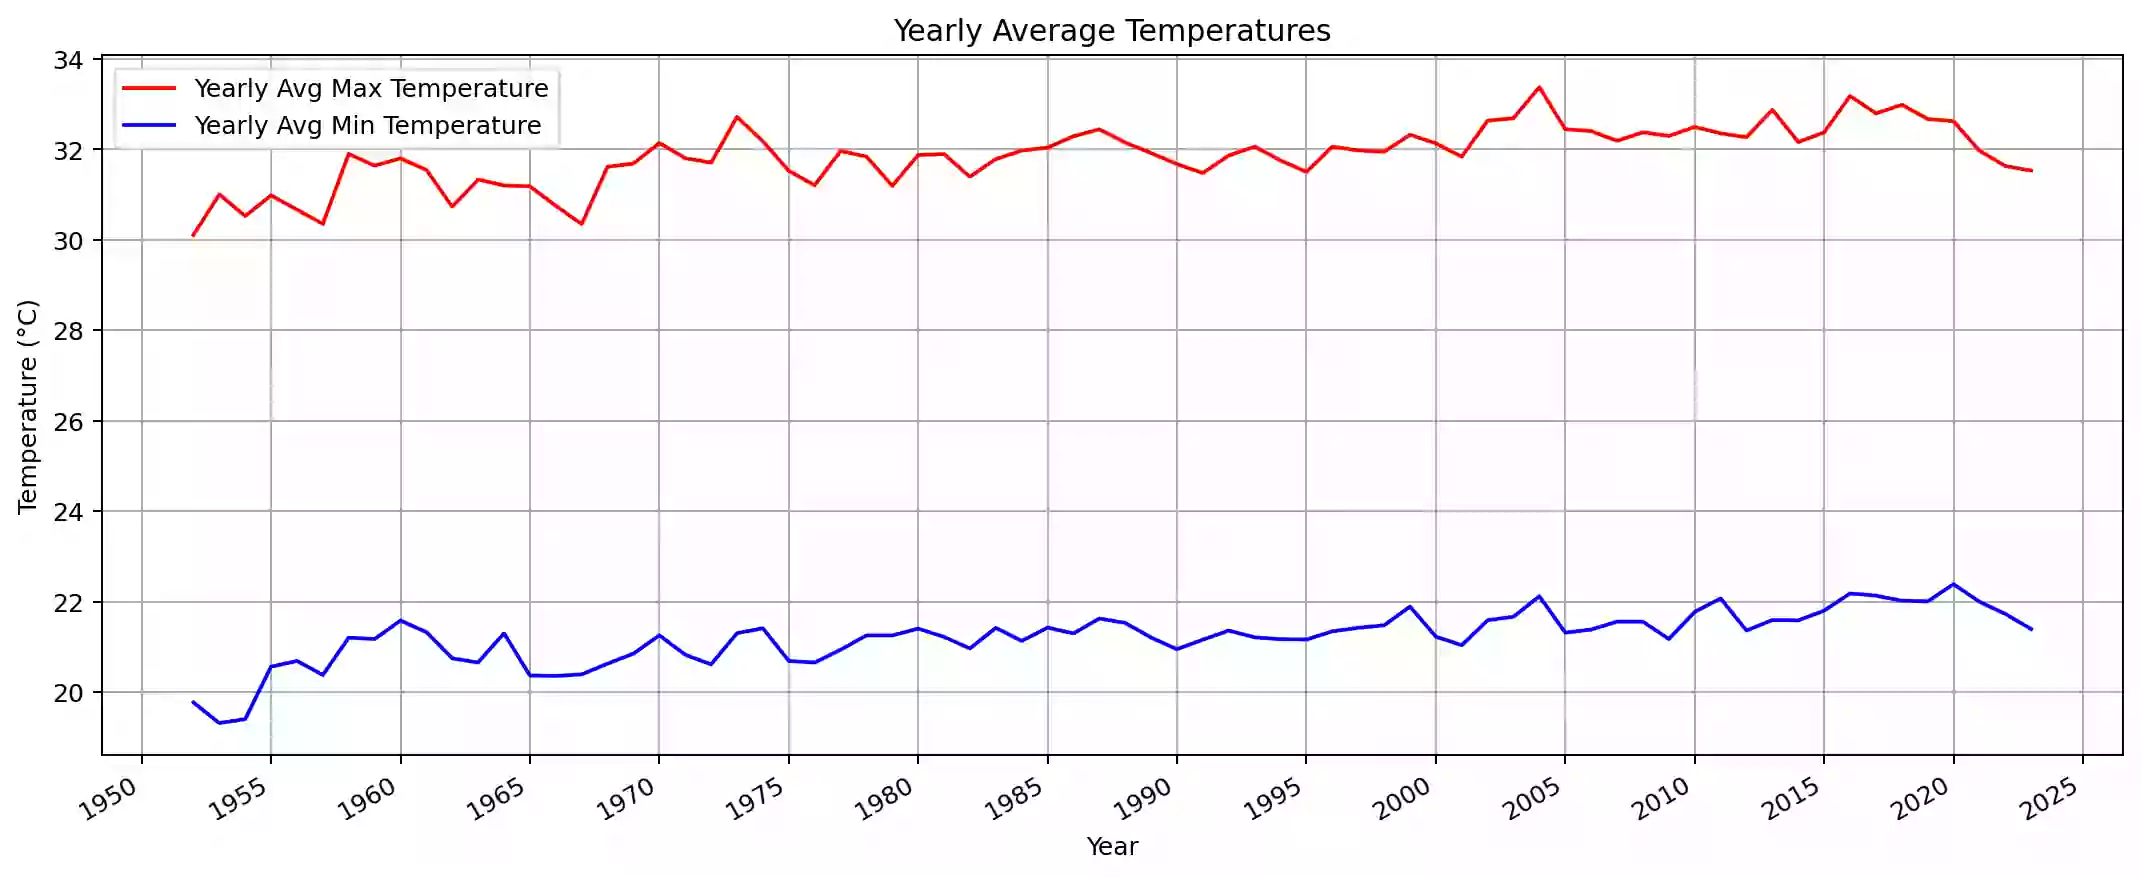 Yearly Average Temperatures
34
Yearly Avg Max Temperature
Yearly Avg Min Temperature
32
30
28
26
24
22
20
Temperature (°C)
1950 1955 1960 1965 1970 1975 1980 1985 1990 1995 2000 2005 2010 2015 2020 2025
Year